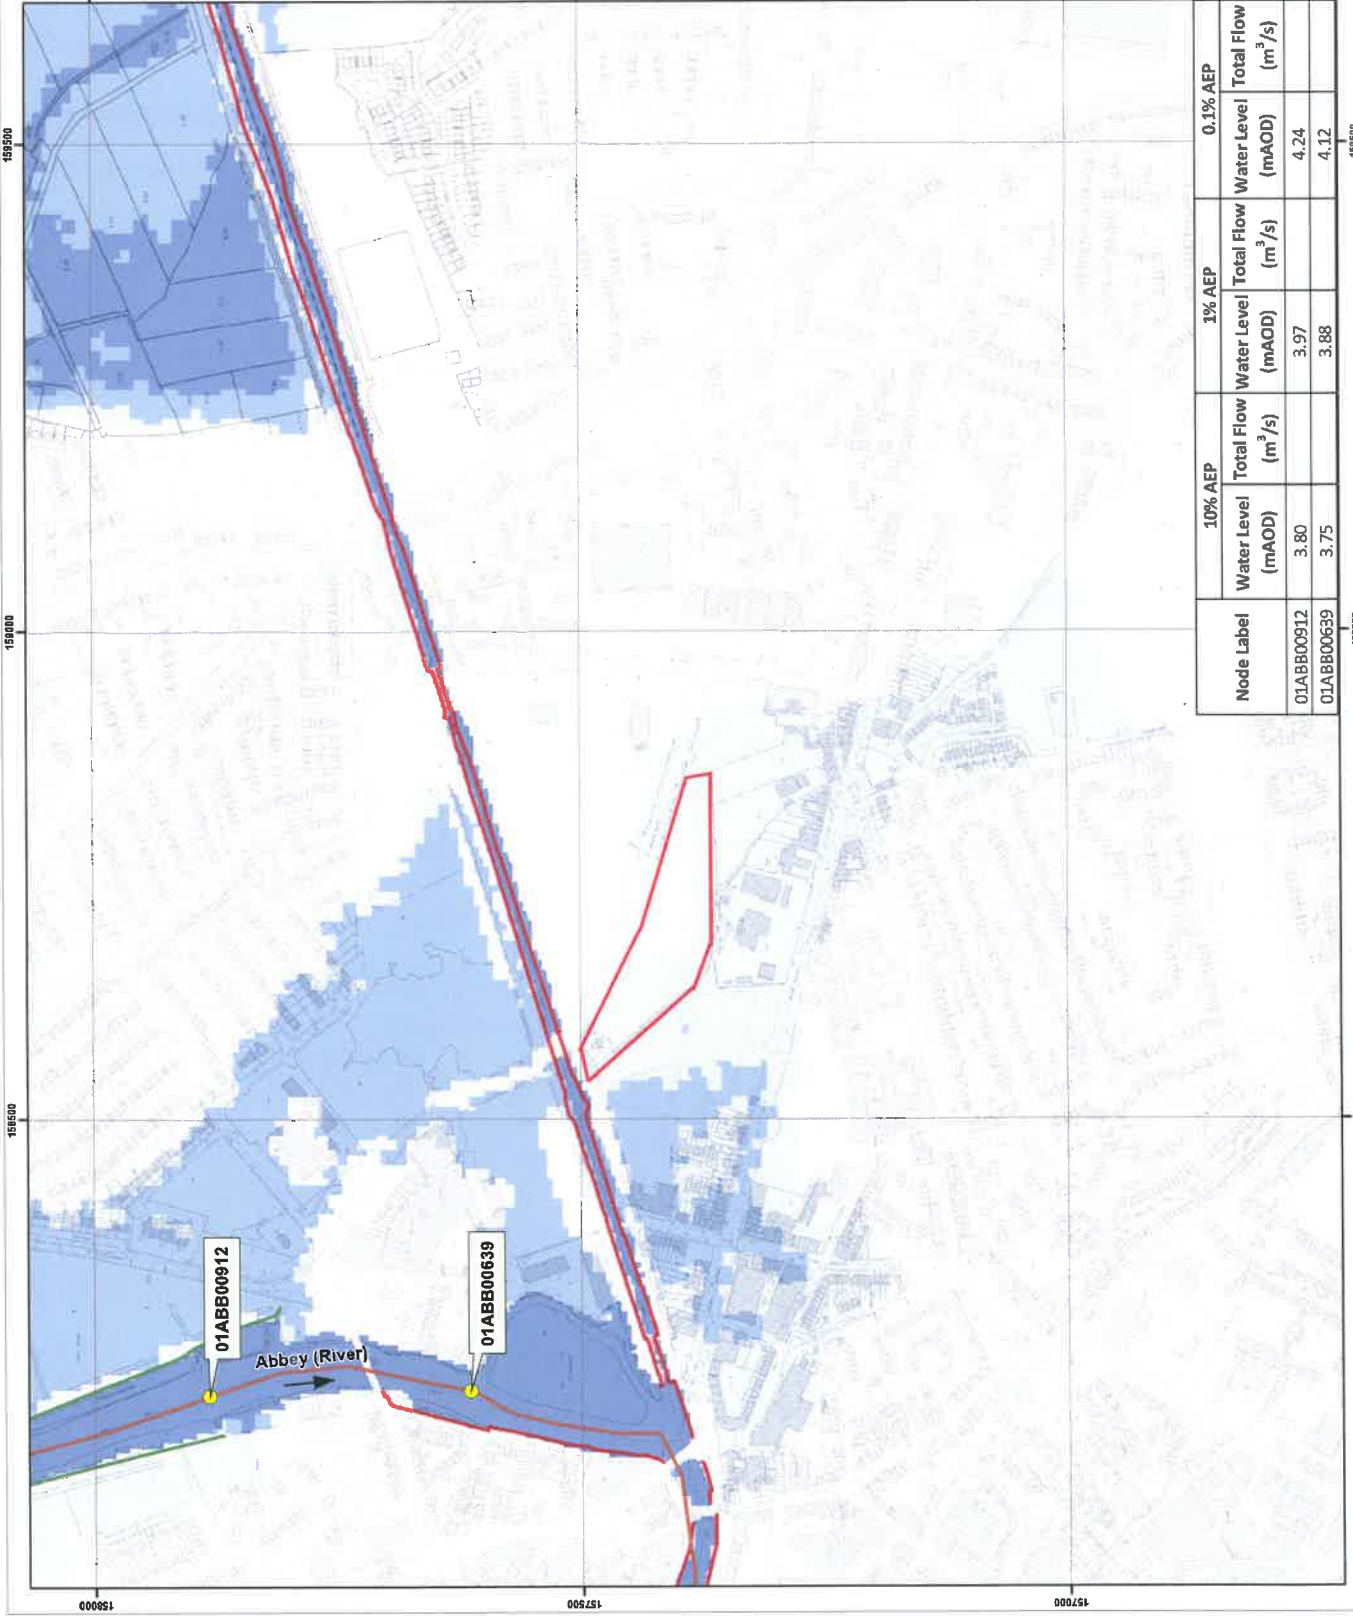 159500
159000
158500
158000
157500
157000
01ABB00912
Abbey (River)
01ABB00639
Node Label
10% AEP
1% AEP
0.1% AEP
Water Level (mAOD)
Total Flow (m³/s)
Water Level (mAOD)
Total Flow (m³/s)
Water Level (mAOD)
Total Flow (m³/s)
01ABB00912 3.80 3.97 4.24
01ABB00639 3.75 3.88 4.12